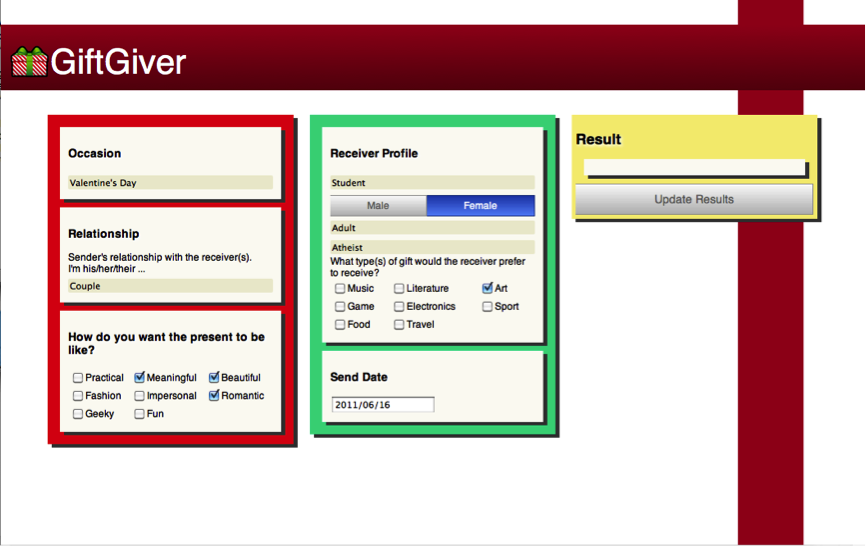 GiftGiver
Occasion
Valentine's Day
Relationship
Sender's relationship with the receiver(s).
I'm his/her/their ...
Couple
How do you want the present to be
like?
Practical Meaningful Beautiful
Fashion Impersonal Romantic
Geeky Fun
Receiver Profile
Student
Male Female
Adult
Atheist
What type(s) of gift would the receiver prefer
to receive?
Music Literature Art
Game Electronics Sport
Food Travel
Send Date
2011/06/16
Result
Update Results